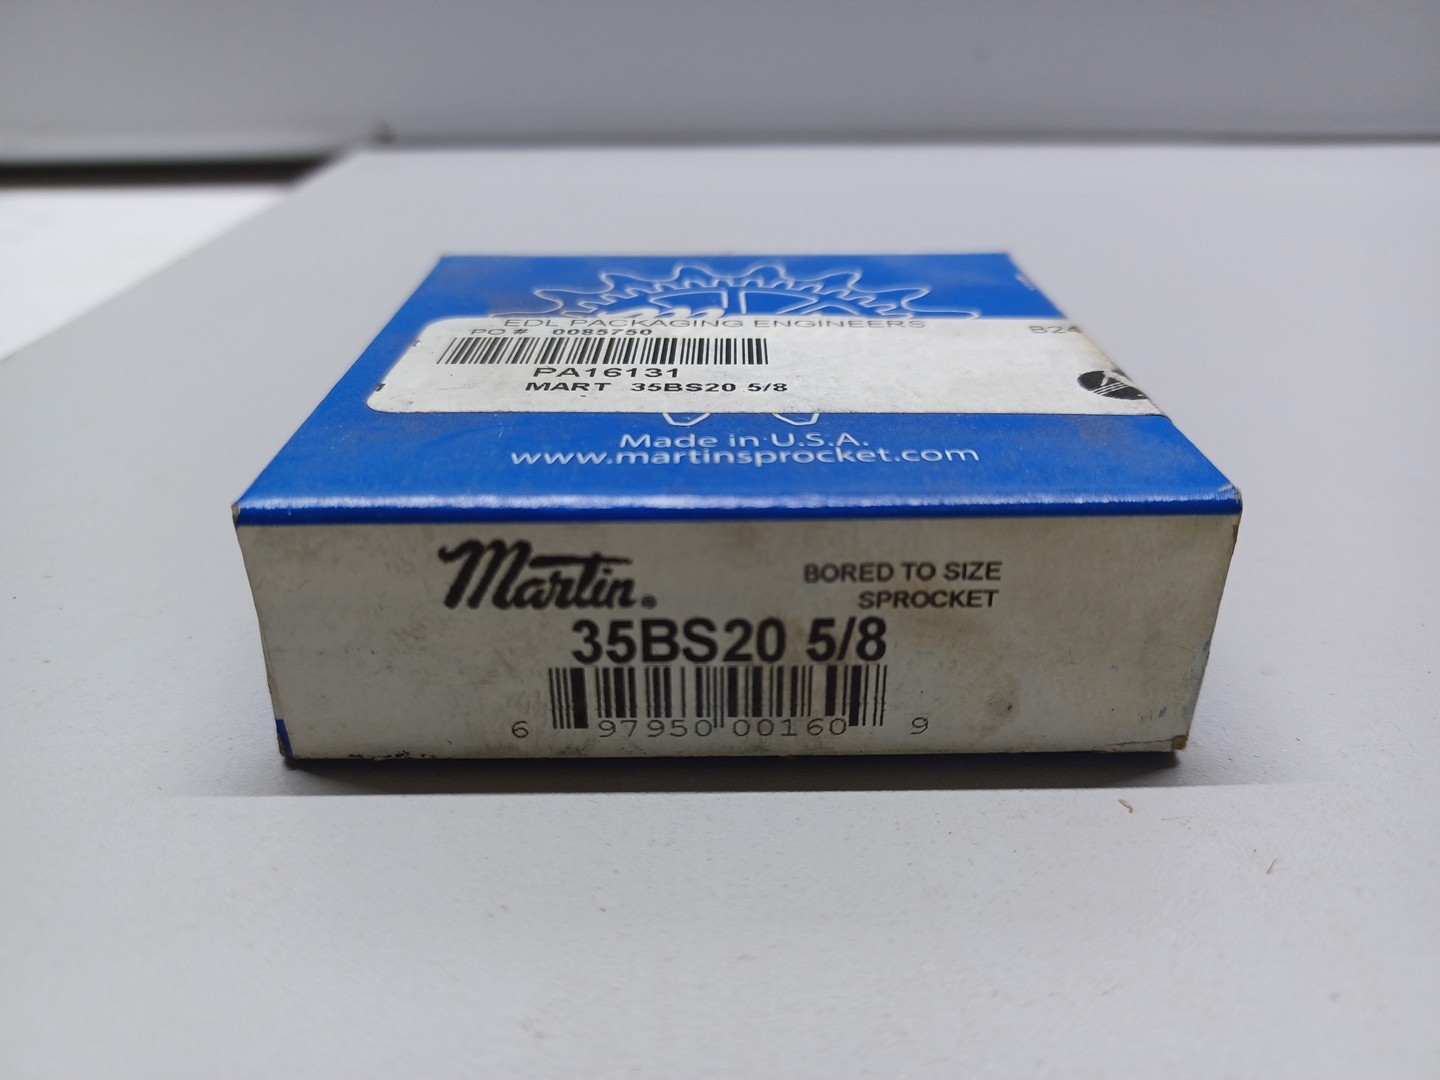 EDL PACKAGING ENGINEERS
PO# 0085750
PA16131
MART 35BS20 5/8
Made in U.S.A.
www.martinsprocket.com
Martin®
BORED TO SIZE
SPROCKET
35BS20 5/8
6 97950 00160 9